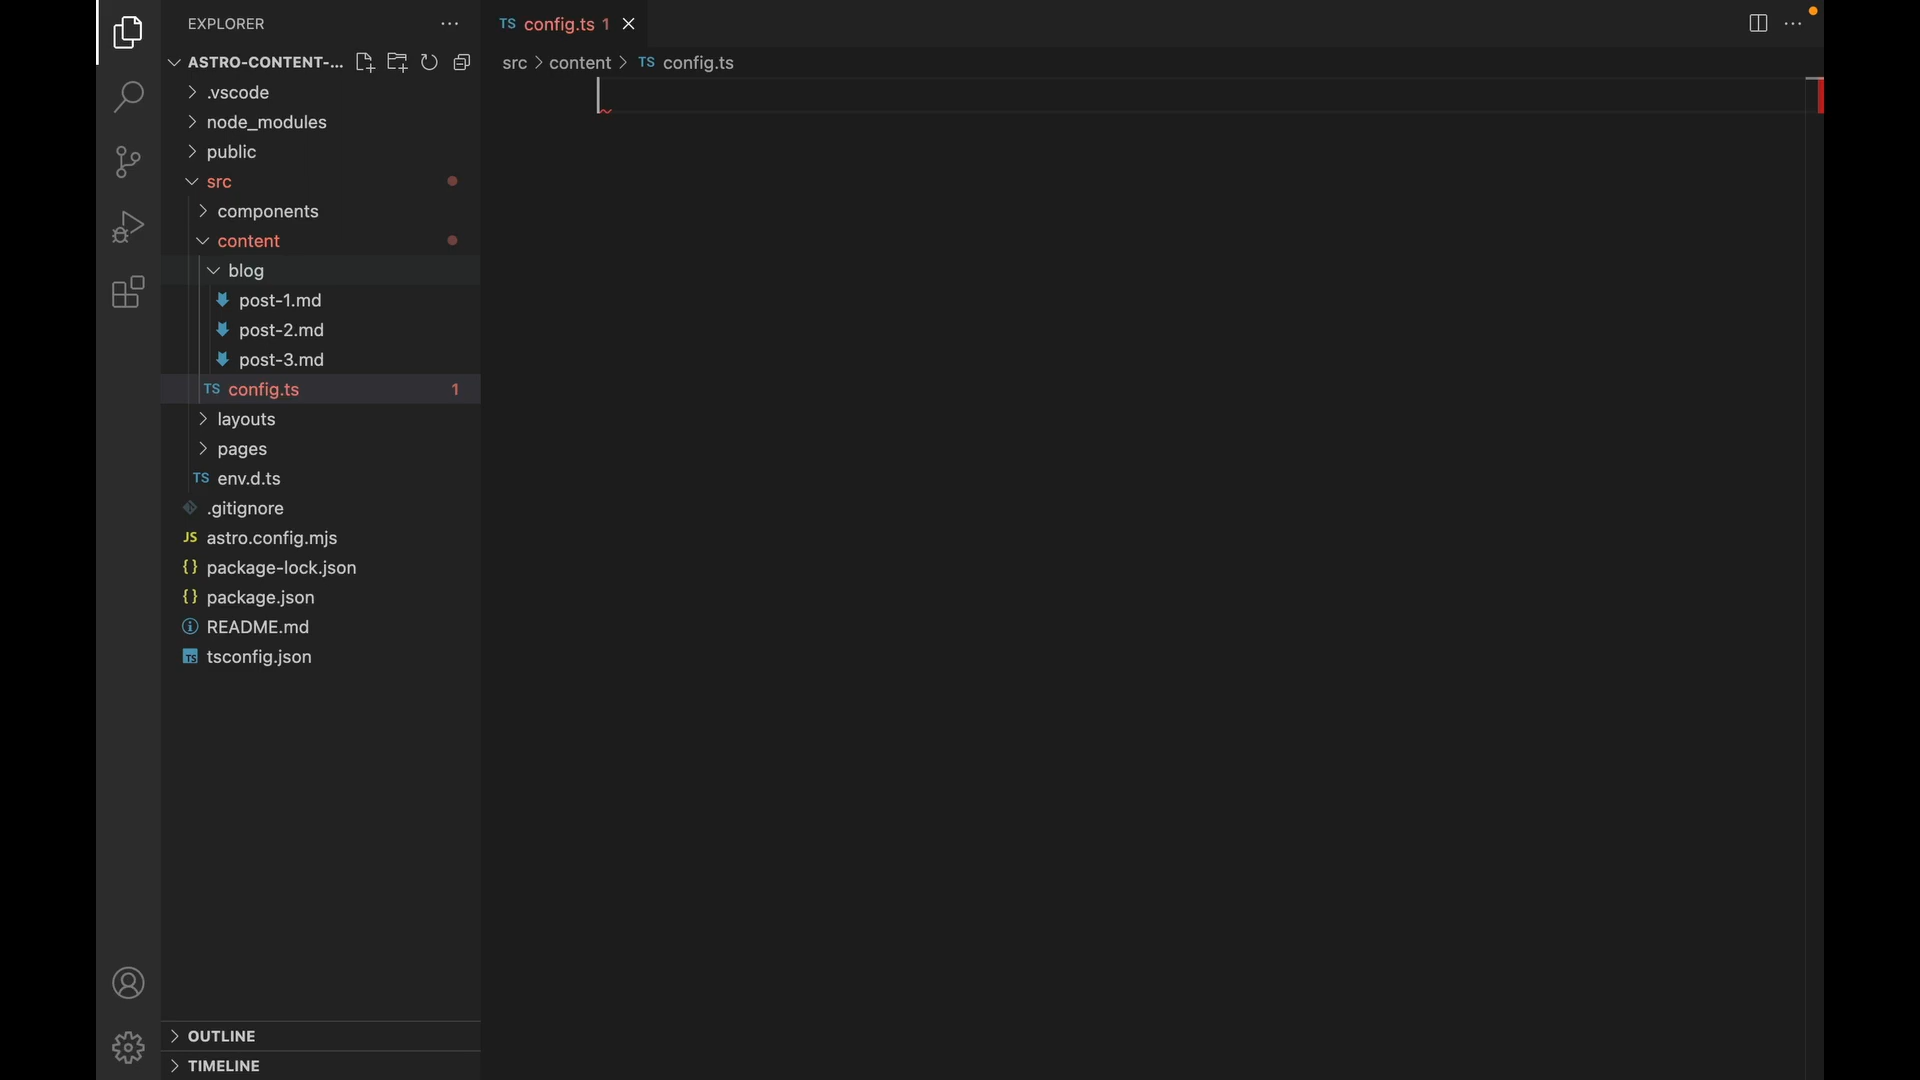 EXPLORER
ASTRO-CONTENT-...
.vscode
node_modules
public
src
components
content
blog
post-1.md
post-2.md
post-3.md
TS config.ts 1
layouts
pages
TS env.d.ts
.gitignore
JS astro.config.mjs
{} package-lock.json
{} package.json
README.md
TS tsconfig.json
OUTLINE
TIMELINE
TS config.ts 1
src > content > TS config.ts